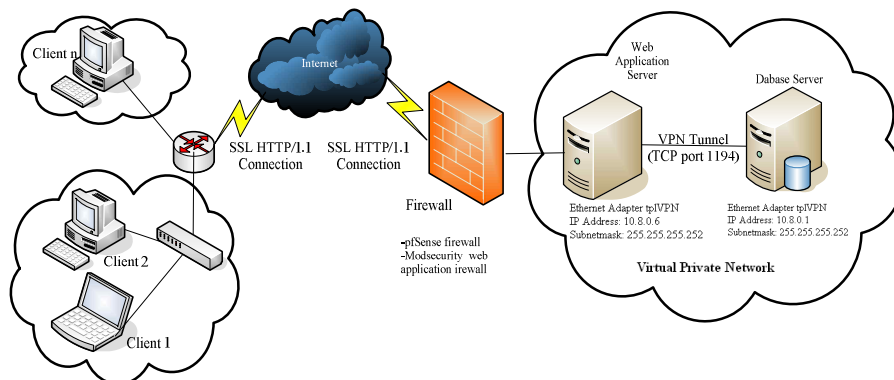 Client n
Internet
SSL HTTP/1.1
Connection
SSL HTTP/1.1
Connection
Client 2
Client 1
Firewall
-pfSense firewall
-Modsecurity web
application irewall
Web
Application
Server
Dabase Server
VPN Tunnel
(TCP port 1194)
Ethernet Adapter tplVPN
IP Address: 10.8.0.6
Subnetmask: 255.255.255.252
Ethernet Adapter tplVPN
IP Address: 10.8.0.1
Subnetmask: 255.255.255.252
Virtual Private Network